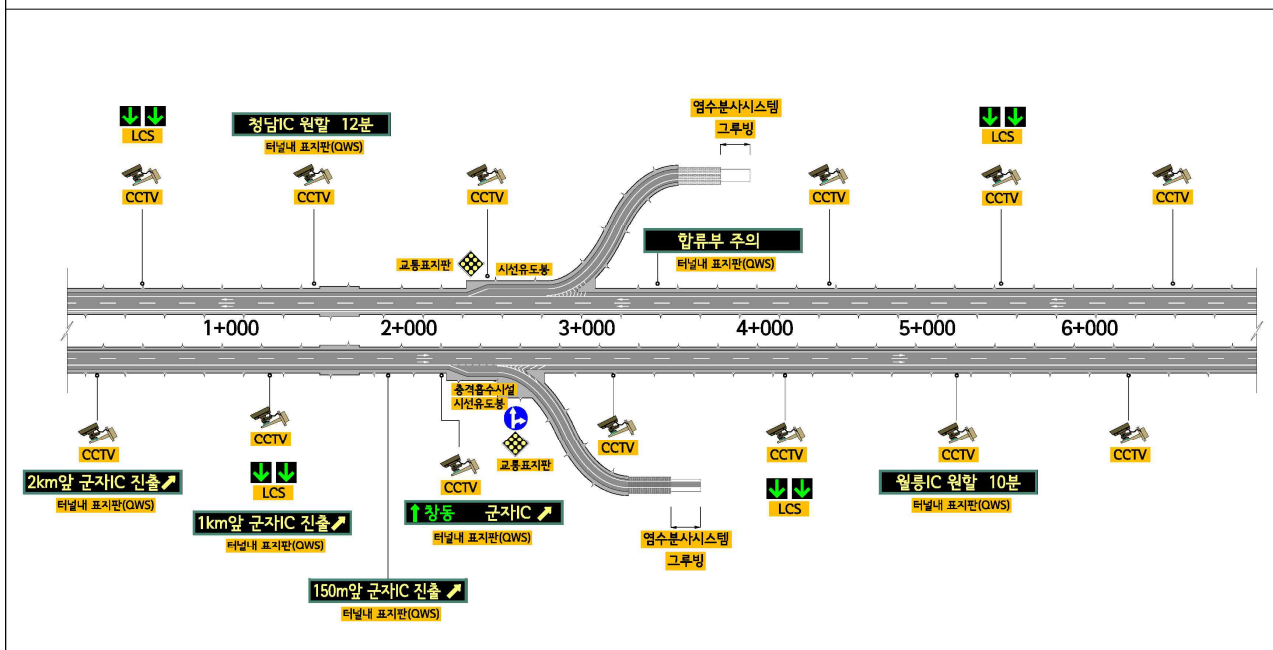 염수분사시스템
그루빙
LCS
청담IC 원할 12분
터널내 표지판(QWS)
LCS
CCTV
CCTV
CCTV
CCTV
CCTV
CCTV
합류부 주의
터널내 표지판(QWS)
교통표지판
시선유도봉
1+000
2+000
3+000
4+000
5+000
6+000
충격흡수시설
시선유도봉
교통표지판
CCTV
CCTV
CCTV
CCTV
CCTV
CCTV
CCTV
2km앞 군자IC 진출
터널내 표지판(QWS)
LCS
1km앞 군자IC 진출
터널내 표지판(QWS)
창동 군자IC
터널내 표지판(QWS)
LCS
월릉IC 원할 10분
터널내 표지판(QWS)
염수분사시스템
그루빙
150m앞 군자IC 진출
터널내 표지판(QWS)